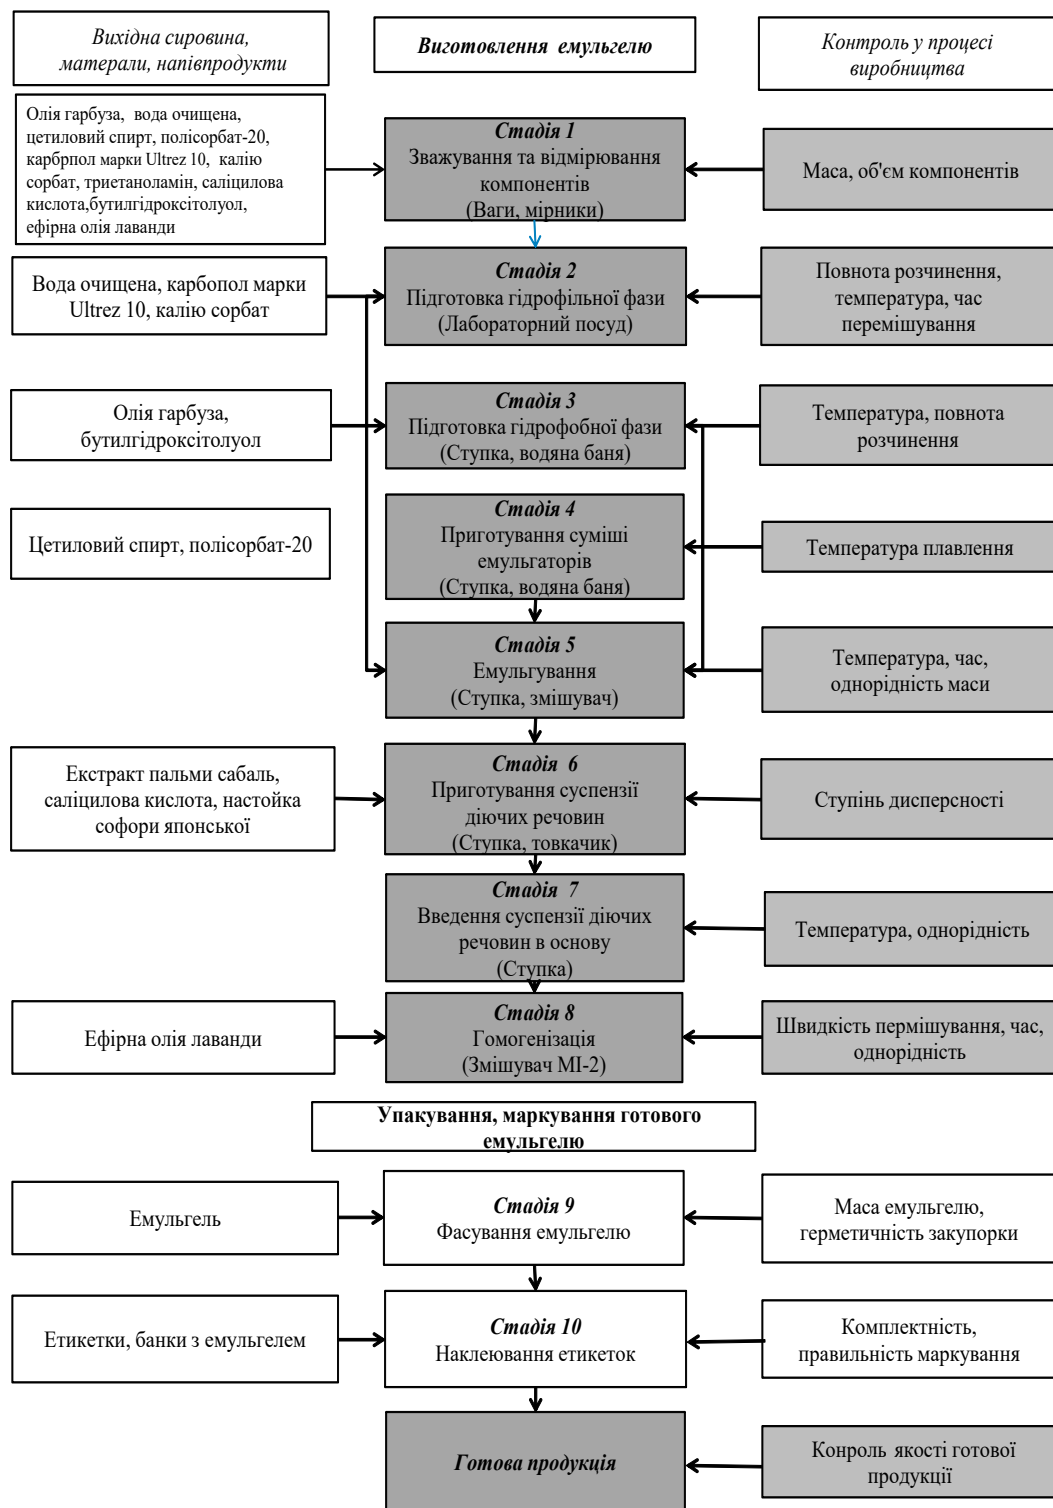 Вихідна сировина,
матерали, напівпродукти
Виготовлення емульгелю
Контроль у процесі
виробництва
Олія гарбуза, вода очищена,
цетиловий спирт, полісорбат-20,
карбрпол марки Ultrez 10, калію
сорбат, триетаноламін, саліцилова
кислота,бутилгідроксітолуол,
ефірна олія лаванди
Стадія 1
Зважування та відмірювання
компонентів
(Ваги, мірники)
Маса, об'єм компонентів
Вода очищена, карбопол марки
Ultrez 10, калію сорбат
Стадія 2
Підготовка гідрофільної фази
(Лабораторний посуд)
Повнота розчинення,
температура, час
перемішування
Олія гарбуза,
бутилгідроксітолуол
Стадія 3
Підготовка гідрофобної фази
(Ступка, водяна баня)
Температура, повнота
розчинення
Цетиловий спирт, полісорбат-20
Стадія 4
Приготування суміші
емульгаторів
(Ступка, водяна баня)
Температура плавлення
Стадія 5
Емульгування
(Ступка, змішувач)
Температура, час,
однорідність маси
Екстракт пальми сабаль,
саліцилова кислота, настойка
софори японської
Стадія 6
Приготування суспензії
діючих речовин
(Ступка, товкачик)
Ступінь дисперсності
Стадія 7
Введення суспензії діючих
речовин в основу
(Ступка)
Температура, однорідність
Ефірна олія лаванди
Стадія 8
Гомогенізація
(Змішувач МІ-2)
Швидкість пермішування, час,
однорідність
Упакування, маркування готового
емульгелю
Емульгель
Стадія 9
Фасування емульгелю
Маса емульгелю,
герметичність закупорки
Етикетки, банки з емульгелем
Стадія 10
Наклеювання етикеток
Комплектність,
правильність маркування
Готова продукція
Конроль якості готової
продукції